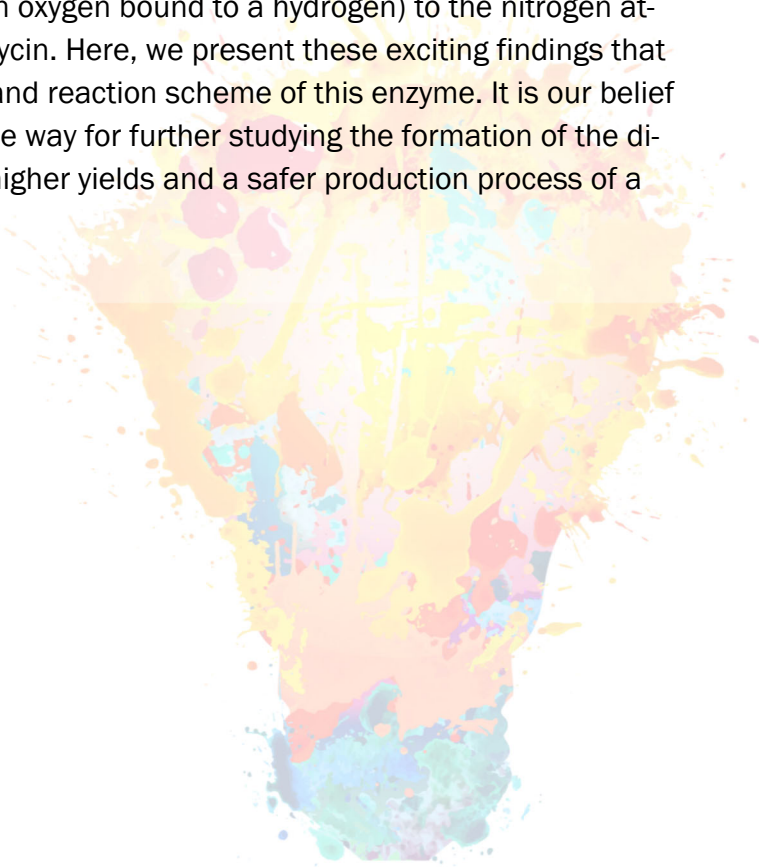 n oxygen bound to a hydrogen) to the nitrogen at-
ycin. Here, we present these exciting findings that
and reaction scheme of this enzyme. It is our belief
e way for further studying the formation of the di-
higher yields and a safer production process of a